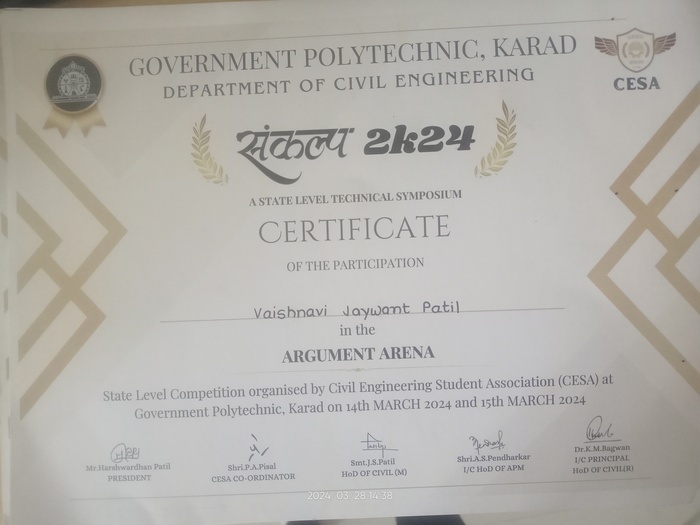 GOVERNMENT POLYTECHNIC, KARAD
DEPARTMENT OF CIVIL ENGINEERING
CESA
संकल्प 2k24
A STATE LEVEL TECHNICAL SYMPOSIUM
CERTIFICATE
OF THE PARTICIPATION
Vaishnavi Jaywant Patil
in the
ARGUMENT ARENA
State Level Competition organised by Civil Engineering Student Association (CESA) at
Government Polytechnic, Karad on 14th MARCH 2024 and 15th MARCH 2024
Mr.Harshwardhan Patil
PRESIDENT
Shri.P.A.Pisal
CESA CO-ORDINATOR
Smt.J.S.Patil
HoD OF CIVIL (M)
Shri.A.S.Pendharkar
I/C HoD OF APM
Dr.K.M.Bagwan
I/C PRINCIPAL
HoD OF CIVIL(R)
2024.03.28 14:38